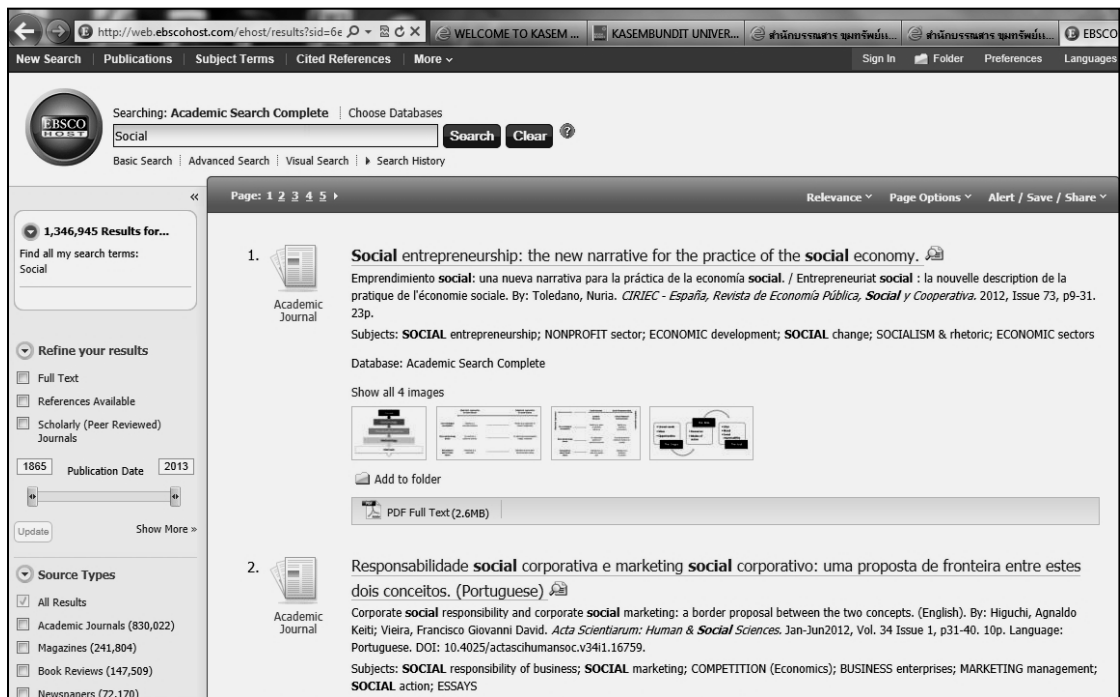 http://web.ebscohost.com/ehost/results?sid=6e
WELCOME TO KASEM ...
KASEMBUNDIT UNIVER...
สำนักบรรณสาร ขุมทรัพย์แ...
สำนักบรรณสาร ขุมทรัพย์แ...
EBSCO
New Search | Publications | Subject Terms | Cited References | More
Sign In Folder Preferences Languages
EBSCO HOST
Searching: Academic Search Complete | Choose Databases
Social Search Clear ?
Basic Search | Advanced Search | Visual Search | Search History
«
Page: 1 2 3 4 5
Relevance Page Options Alert / Save / Share
1,346,945 Results for...
Find all my search terms:
Social
Refine your results
Full Text
References Available
Scholarly (Peer Reviewed) Journals
1865 Publication Date 2013
Update Show More »
Source Types
All Results
Academic Journals (830,022)
Magazines (241,804)
Book Reviews (147,509)
Newspapers (72,170)
1.
Academic Journal
Social entrepreneurship: the new narrative for the practice of the social economy.
Emprendimiento social: una nueva narrativa para la práctica de la economía social. / Entrepreneuriat social : la nouvelle description de la
pratique de l'économie sociale. By: Toledano, Nuria. CIRIEC - España, Revista de Economía Pública, Social y Cooperativa. 2012, Issue 73, p9-31.
23p.
Subjects: SOCIAL entrepreneurship; NONPROFIT sector; ECONOMIC development; SOCIAL change; SOCIALISM & rhetoric; ECONOMIC sectors
Database: Academic Search Complete
Show all 4 images
Add to folder
PDF Full Text (2.6MB)
2.
Academic Journal
Responsabilidade social corporativa e marketing social corporativo: uma proposta de fronteira entre estes
dois conceitos. (Portuguese)
Corporate social responsibility and corporate social marketing: a border proposal between the two concepts. (English). By: Higuchi, Agnaldo
Keiti; Vieira, Francisco Giovanni David. Acta Scientiarum: Human & Social Sciences. Jan-Jun2012, Vol. 34 Issue 1, p31-40. 10p. Language:
Portuguese. DOI: 10.4025/actascihumansoc.v34i1.16759.
Subjects: SOCIAL responsibility of business; SOCIAL marketing; COMPETITION (Economics); BUSINESS enterprises; MARKETING management;
SOCIAL action; ESSAYS